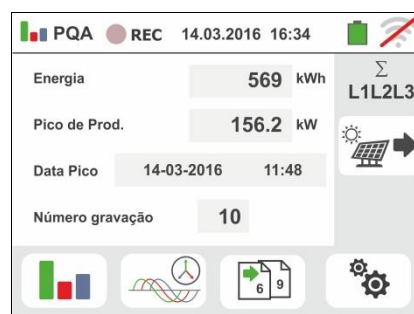 PQA REC 14.03.2016 16:34
Energia 569 kWh
Σ
L1L2L3
Pico de Prod. 156.2 kW
Data Pico 14-03-2016 11:48
Número gravação 10
6 9